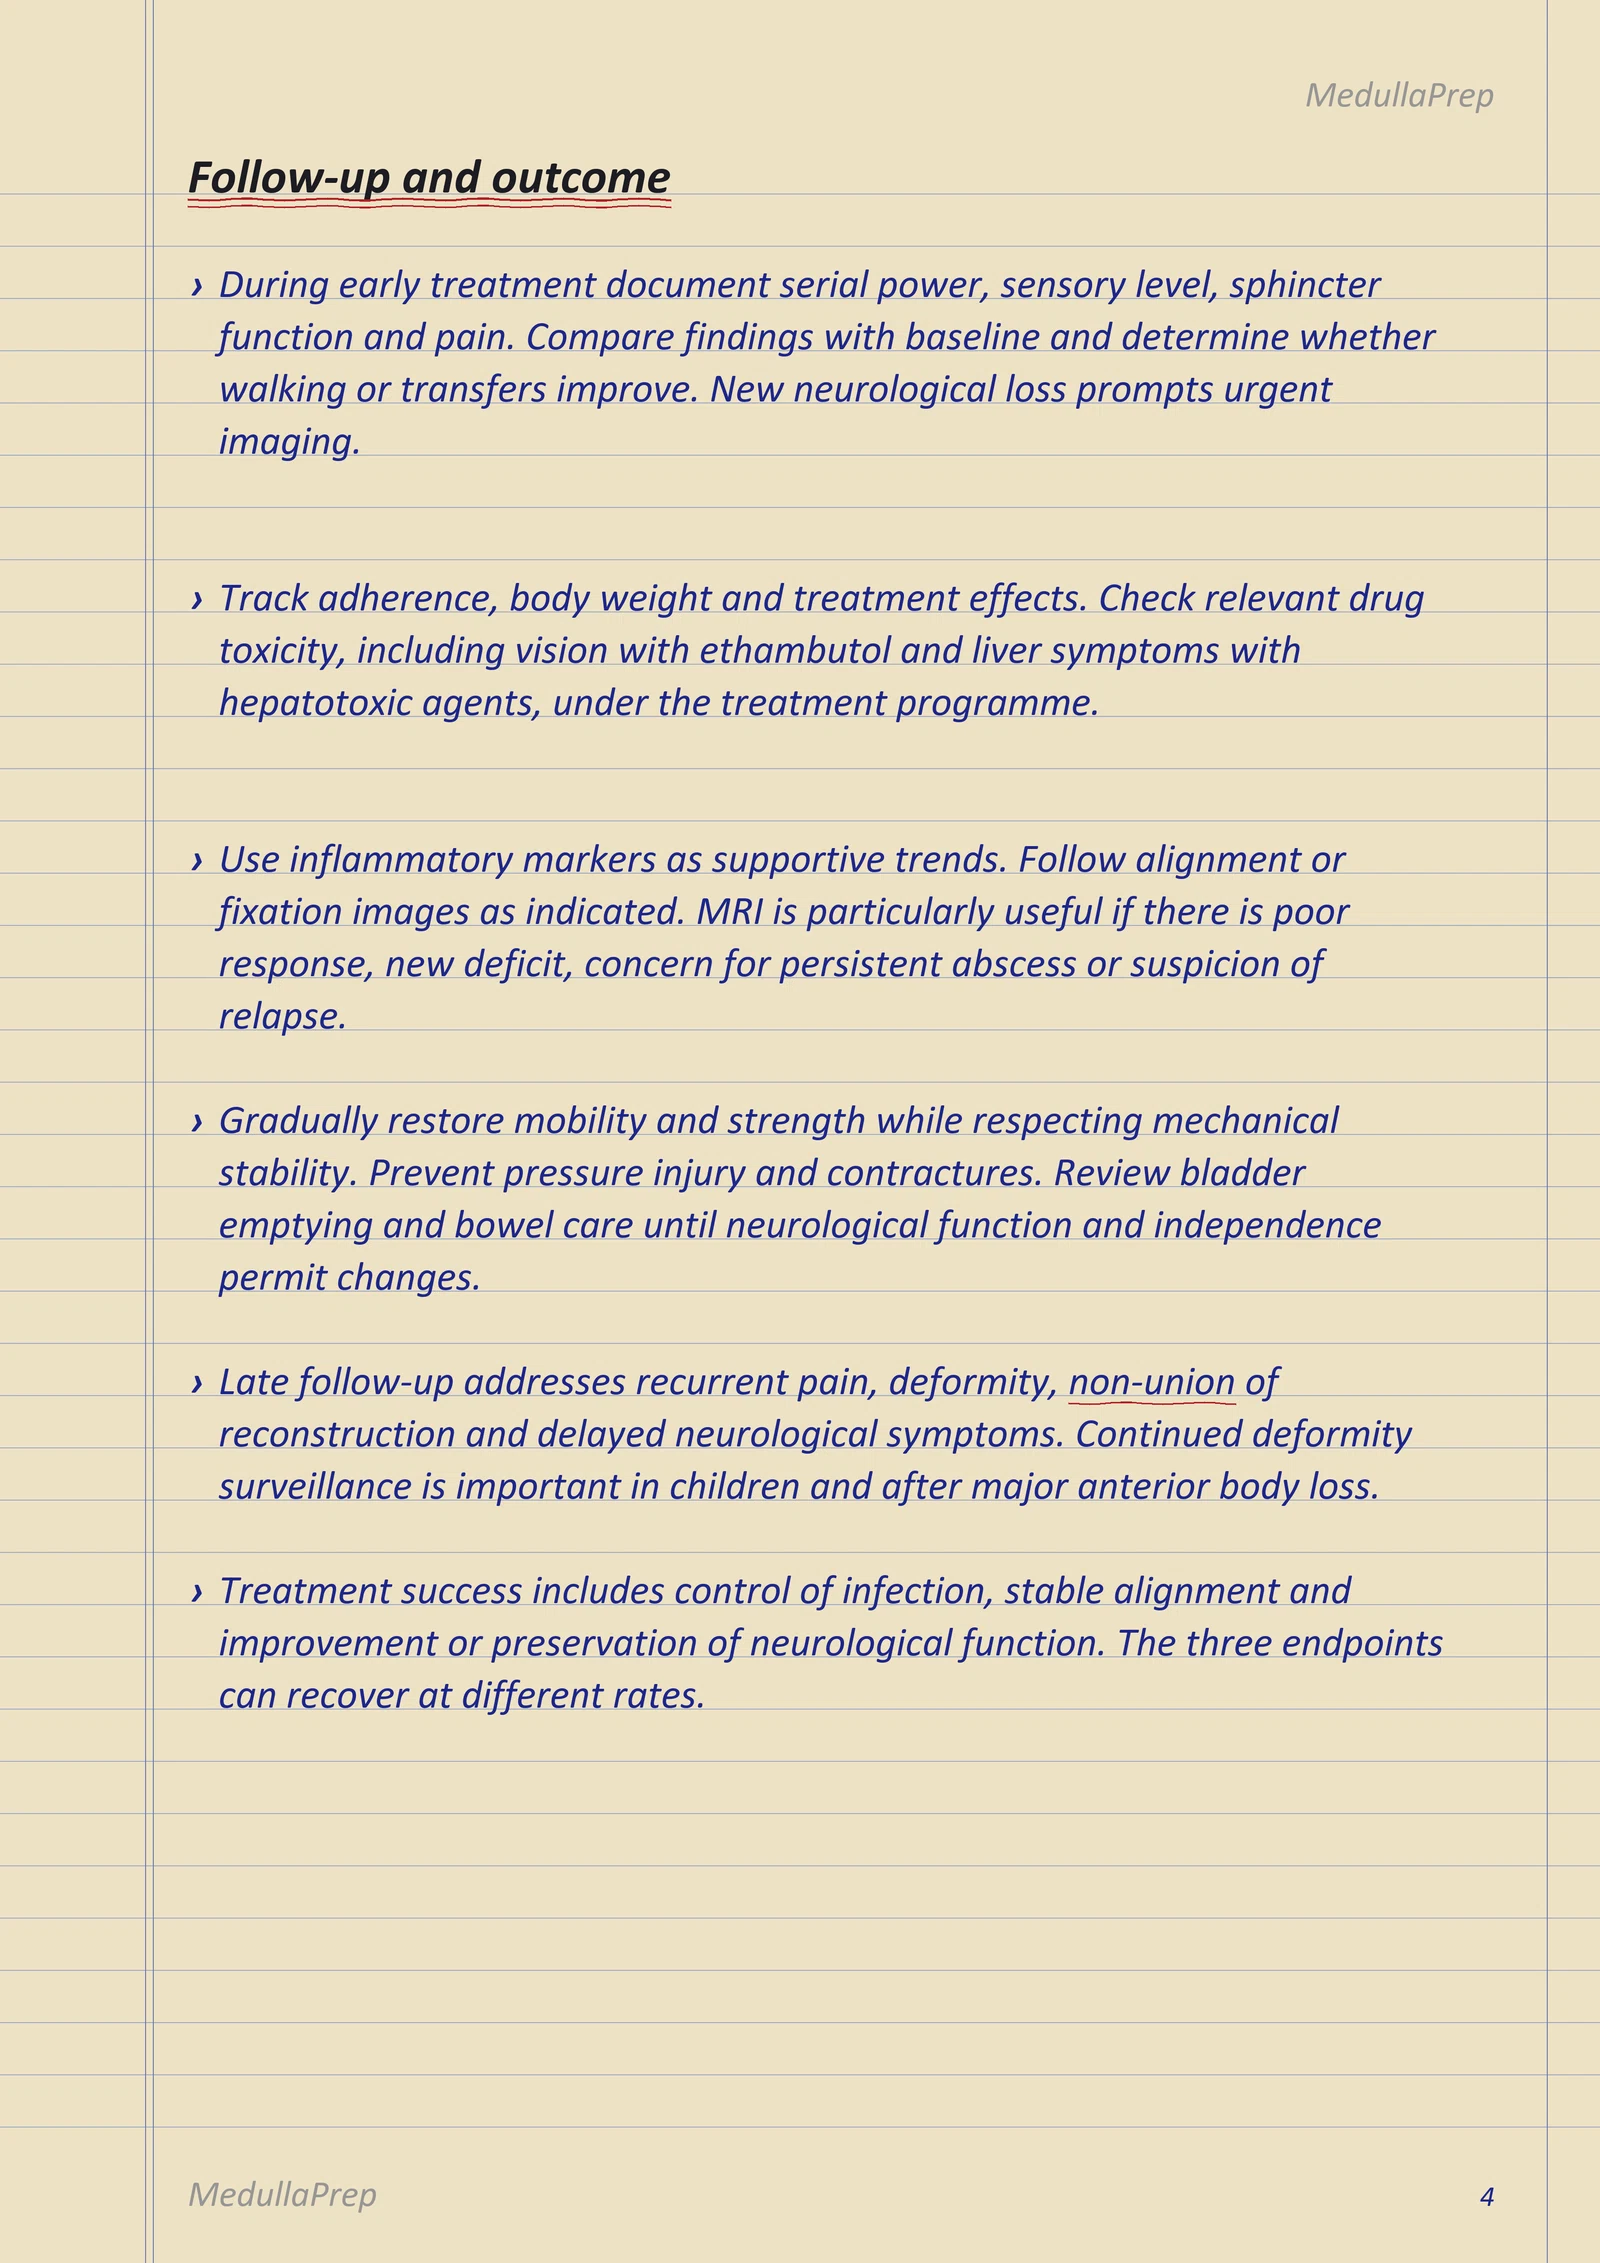 MedullaPrep
Follow-up and outcome
› During early treatment document serial power, sensory level, sphincter
function and pain. Compare findings with baseline and determine whether
walking or transfers improve. New neurological loss prompts urgent
imaging.
› Track adherence, body weight and treatment effects. Check relevant drug
toxicity, including vision with ethambutol and liver symptoms with
hepatotoxic agents, under the treatment programme.
› Use inflammatory markers as supportive trends. Follow alignment or
fixation images as indicated. MRI is particularly useful if there is poor
response, new deficit, concern for persistent abscess or suspicion of
relapse.
› Gradually restore mobility and strength while respecting mechanical
stability. Prevent pressure injury and contractures. Review bladder
emptying and bowel care until neurological function and independence
permit changes.
› Late follow-up addresses recurrent pain, deformity, non-union of
reconstruction and delayed neurological symptoms. Continued deformity
surveillance is important in children and after major anterior body loss.
› Treatment success includes control of infection, stable alignment and
improvement or preservation of neurological function. The three endpoints
can recover at different rates.
MedullaPrep
4